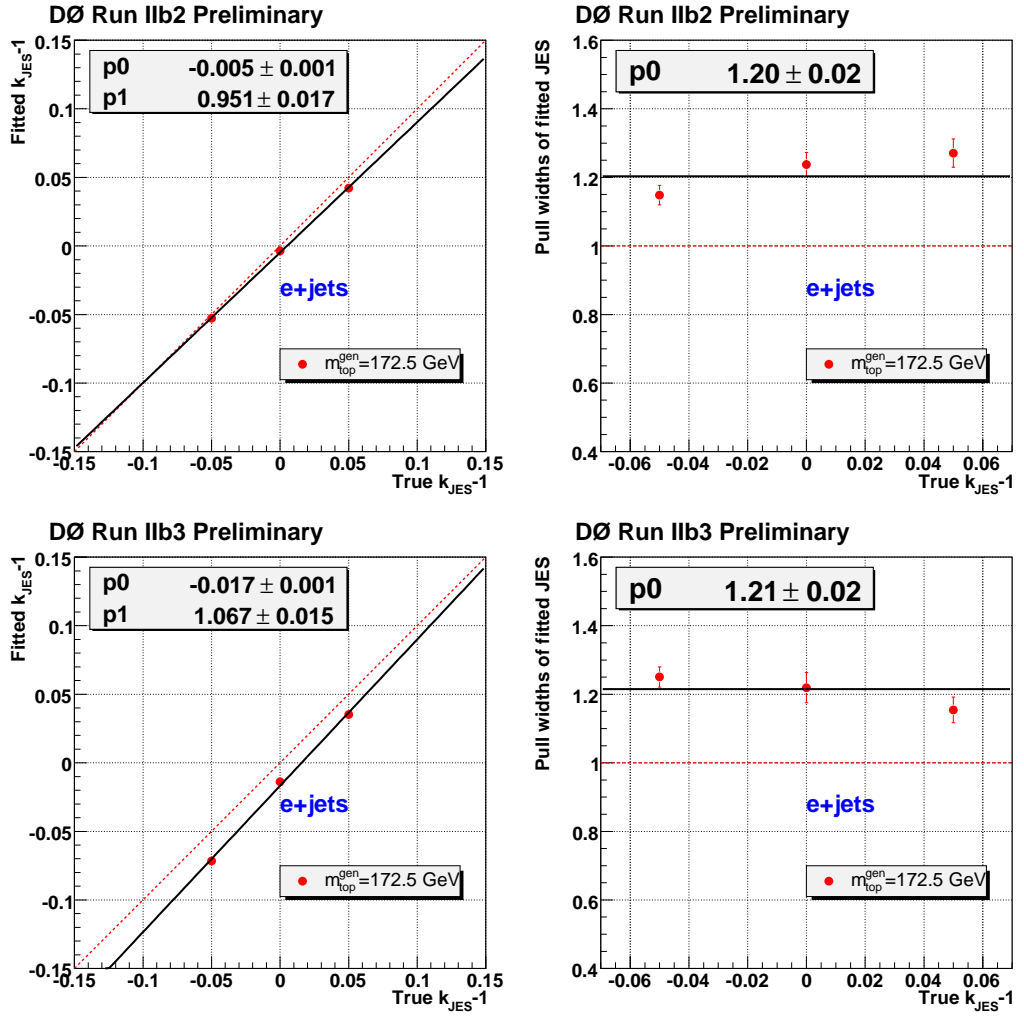 DØ Run IIb2 Preliminary
Fitted k_JES-1
0.15
0.1
0.05
0
-0.05
-0.1
-0.15
p0 -0.005 ± 0.001
p1 0.951 ± 0.017
e+jets
m_top^gen=172.5 GeV
-0.15 -0.1 -0.05 0 0.05 0.1 0.15
True k_JES-1
DØ Run IIb2 Preliminary
Pull widths of fitted JES
1.6
1.4
1.2
1
0.8
0.6
0.4
p0 1.20 ± 0.02
e+jets
m_top^gen=172.5 GeV
-0.06 -0.04 -0.02 0 0.02 0.04 0.06
True k_JES-1
DØ Run IIb3 Preliminary
Fitted k_JES-1
0.15
0.1
0.05
0
-0.05
-0.1
-0.15
p0 -0.017 ± 0.001
p1 1.067 ± 0.015
e+jets
m_top^gen=172.5 GeV
-0.15 -0.1 -0.05 0 0.05 0.1 0.15
True k_JES-1
DØ Run IIb3 Preliminary
Pull widths of fitted JES
1.6
1.4
1.2
1
0.8
0.6
0.4
p0 1.21 ± 0.02
e+jets
m_top^gen=172.5 GeV
-0.06 -0.04 -0.02 0 0.02 0.04 0.06
True k_JES-1